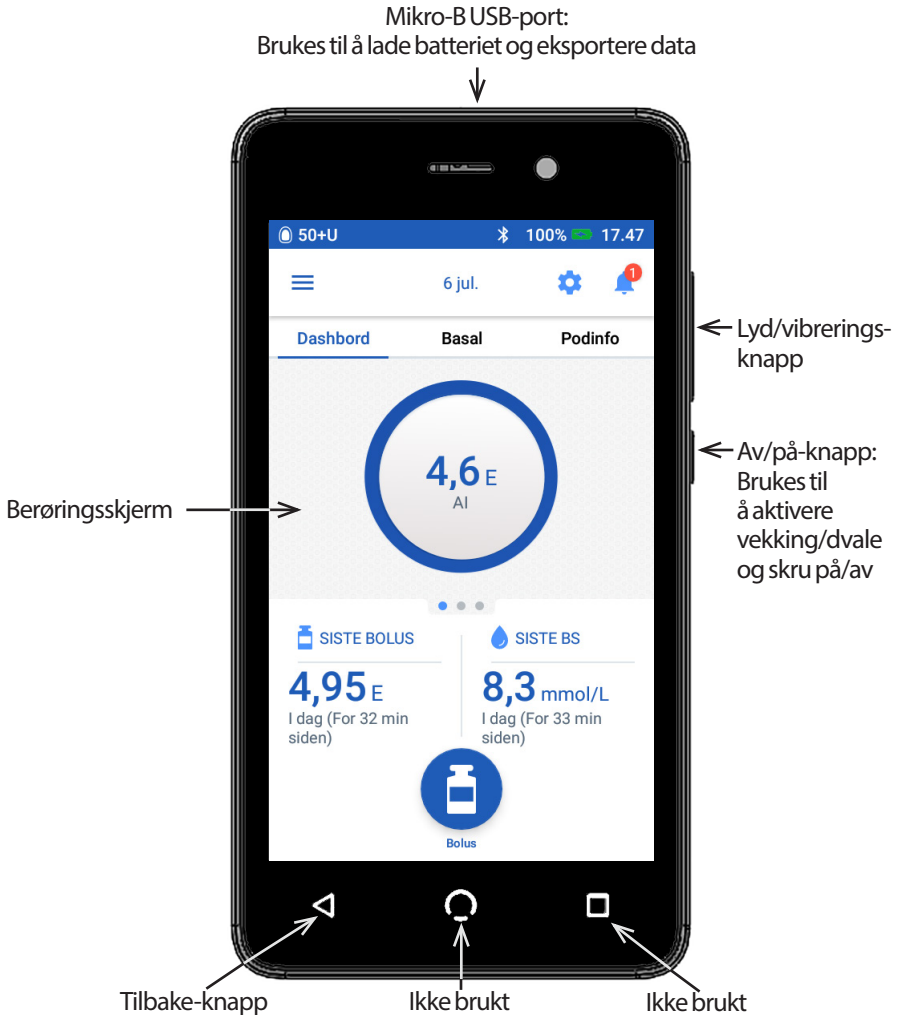 Mikro-B USB-port:
Brukes til å lade batteriet og eksportere data
50+U
100%
17.47
6 jul.
1
Dashbord
Basal
Podinfo
Lyd/vibrerings-
knapp
4,6 E
AI
Av/på-knapp:
Brukes til
å aktivere
vekking/dvale
og skru på/av
Berøringsskjerm
SISTE BOLUS
4,95 E
I dag (For 32 min
siden)
SISTE BS
8,3 mmol/L
I dag (For 33 min
siden)
Bolus
Tilbake-knapp
Ikke brukt
Ikke brukt